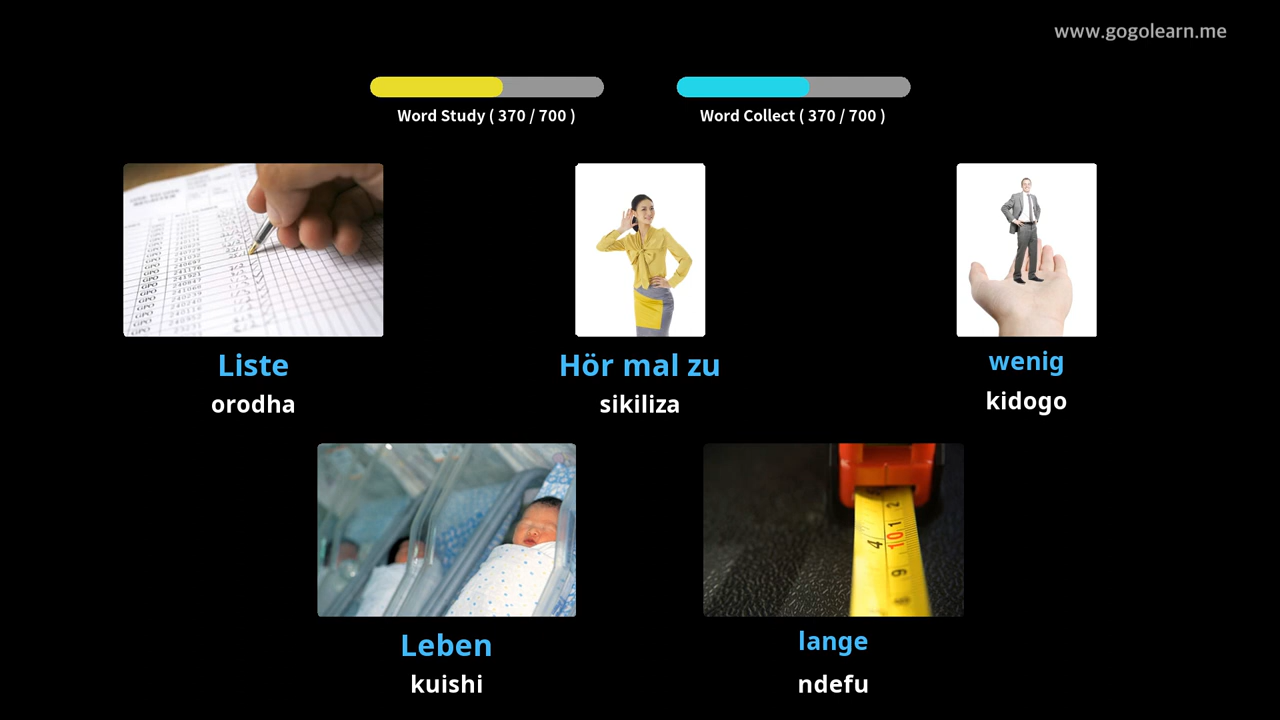 www.gogolearn.me
Word Study ( 370 / 700 )
Word Collect ( 370 / 700 )
Liste
orodha
Hör mal zu
sikiliza
wenig
kidogo
Leben
kuishi
lange
ndefu